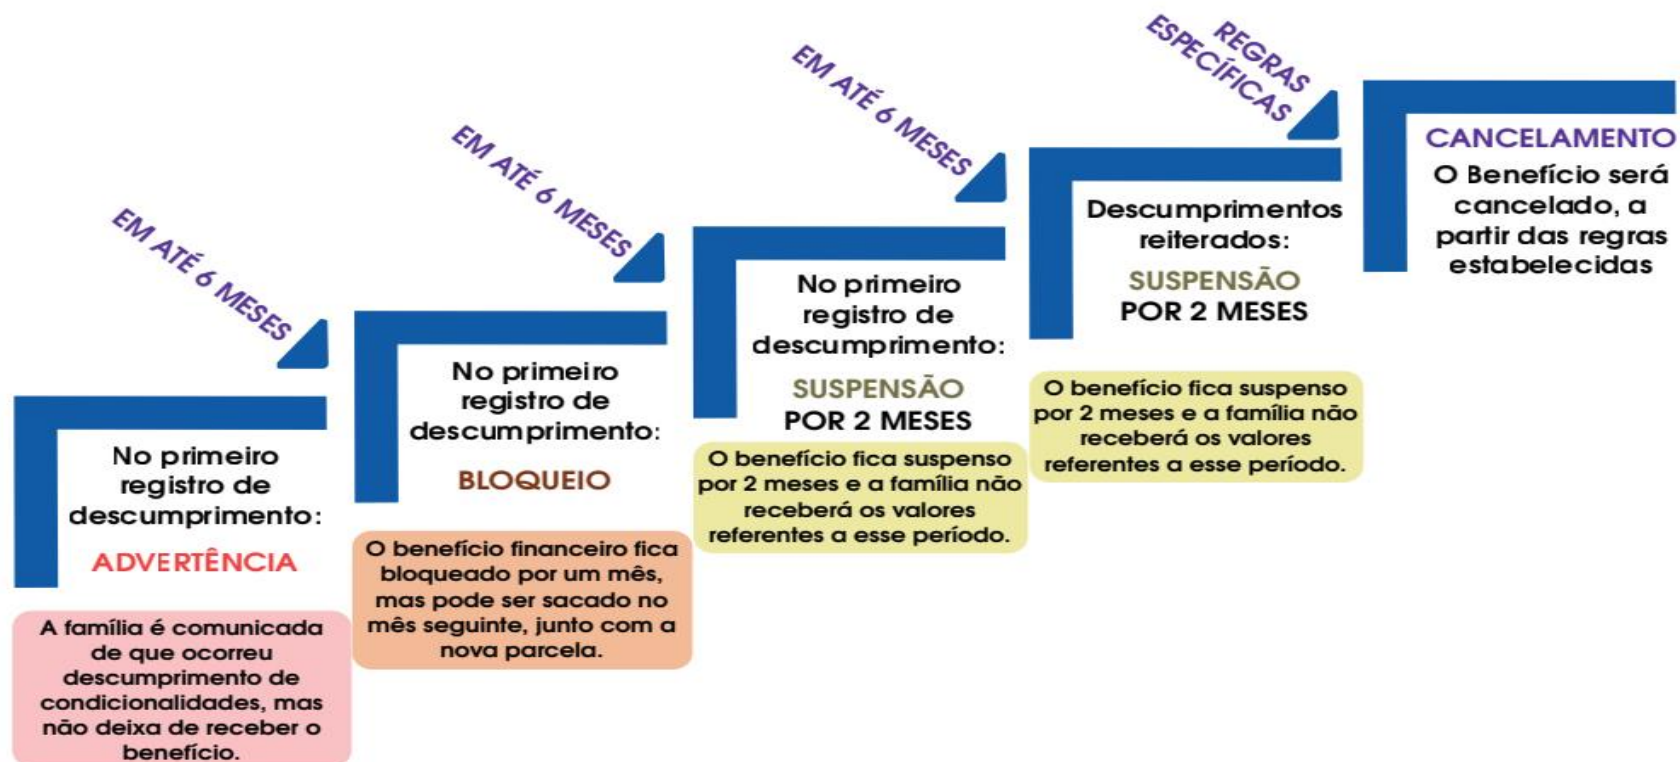 EM ATÉ 6 MESES
No primeiro
registro de
descumprimento:
ADVERTÊNCIA
A família é comunicada
de que ocorreu
descumprimento de
condicionalidades, mas
não deixa de receber o
benefício.
EM ATÉ 6 MESES
No primeiro
registro de
descumprimento:
BLOQUEIO
O benefício financeiro fica
bloqueado por um mês,
mas pode ser sacado no
mês seguinte, junto com a
nova parcela.
EM ATÉ 6 MESES
No primeiro
registro de
descumprimento:
SUSPENSÃO
POR 2 MESES
O benefício fica suspenso
por 2 meses e a família não
receberá os valores
referentes a esse período.
REGRAS
ESPECÍFICAS
Descumprimentos
reiterados:
SUSPENSÃO
POR 2 MESES
O benefício fica suspenso
por 2 meses e a família não
receberá os valores
referentes a esse período.
CANCELAMENTO
O Benefício será
cancelado, a
partir das regras
estabelecidas